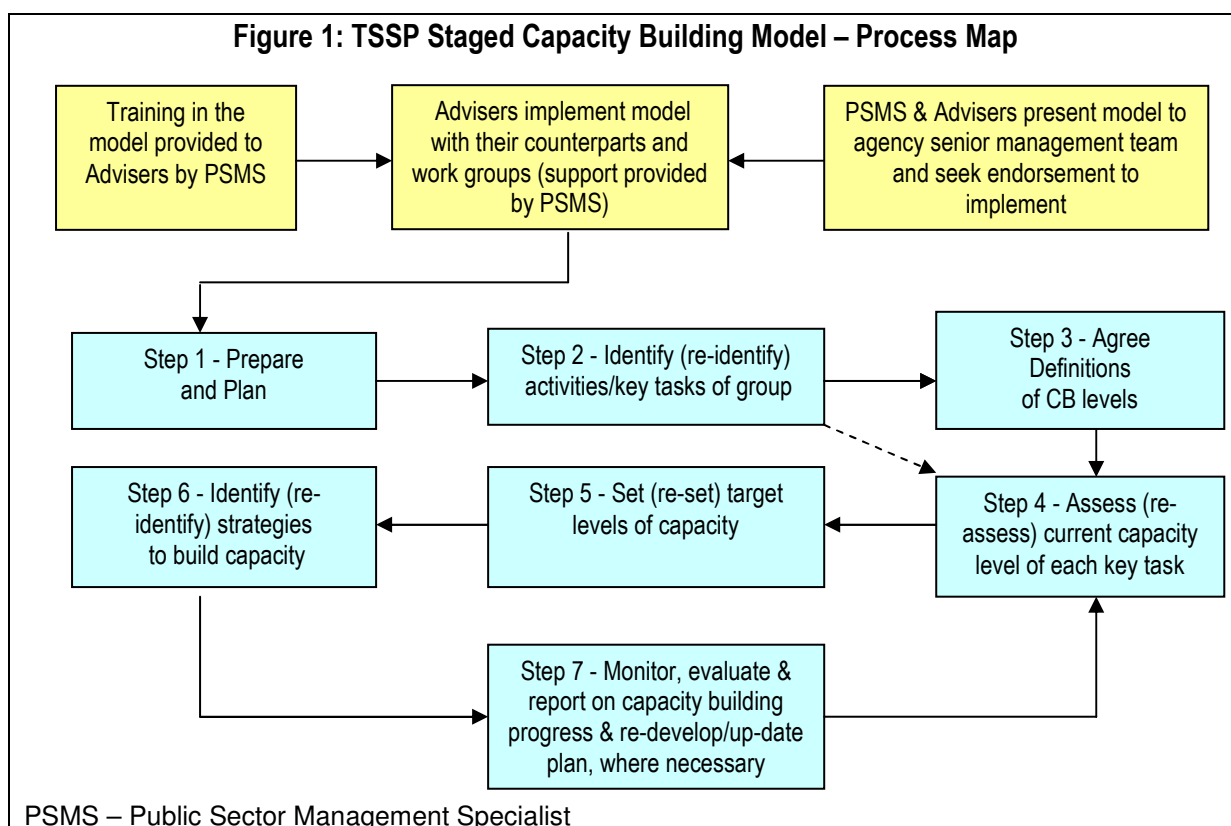 Figure 1: TSSP Staged Capacity Building Model – Process Map
Training in the
model provided to
Advisers by PSMS
Advisers implement model
with their counterparts and
work groups (support provided
by PSMS)
PSMS & Advisers present model to
agency senior management team
and seek endorsement to
implement
Step 1 - Prepare
and Plan
Step 2 - Identify (re-identify)
activities/key tasks of group
Step 3 - Agree
Definitions
of CB levels
Step 4 - Assess (re-
assess) current capacity
level of each key task
Step 5 - Set (re-set) target
levels of capacity
Step 6 - Identify (re-
identify) strategies
to build capacity
Step 7 - Monitor, evaluate &
report on capacity building
progress & re-develop/up-date
plan, where necessary
PSMS – Public Sector Management Specialist